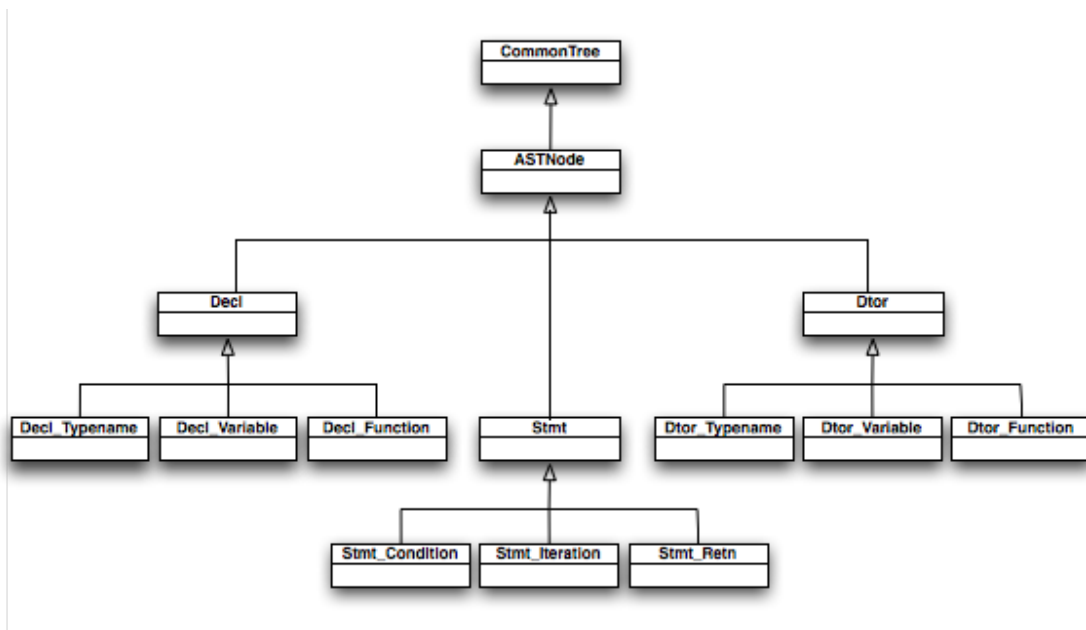 CommonTree
ASTNode
Decl
Dtor
Decl_Typename
Decl_Variable
Decl_Function
Stmt
Dtor_Typename
Dtor_Variable
Dtor_Function
Stmt_Condition
Stmt_Iteration
Stmt_Retn